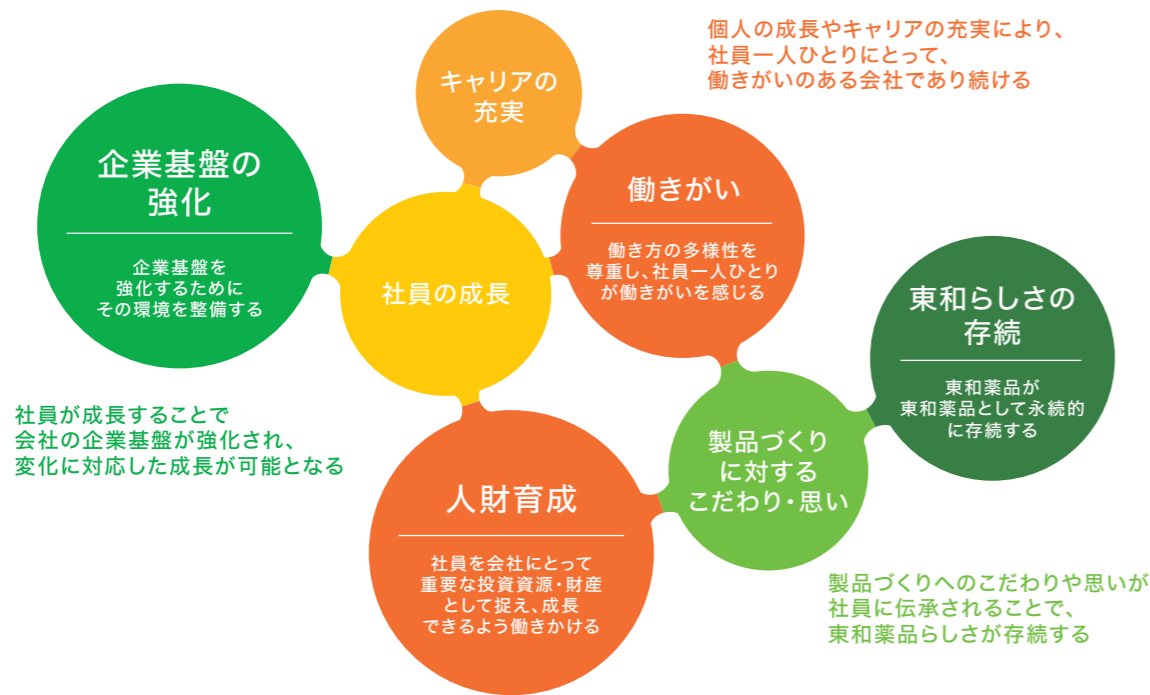 個人の成長やキャリアの充実により、
社員一人ひとりにとって、
働きがいのある会社であり続ける
キャリアの
充実
企業基盤の
強化
企業基盤を
強化するために
その環境を整備する
働きがい
働き方の多様性を
尊重し、社員一人ひとり
が働きがいを感じる
社員の成長
東和らしさの
存続
東和薬品が
東和薬品として永続的
に存続する
社員が成長することで
会社の企業基盤が強化され、
変化に対応した成長が可能となる
製品づくり
に対する
こだわり・思い
人財育成
社員を会社にとって
重要な投資資源・財産
として捉え、成長
できるよう働きかける
製品づくりへのこだわりや思いが
社員に伝承されることで、
東和薬品らしさが存続する